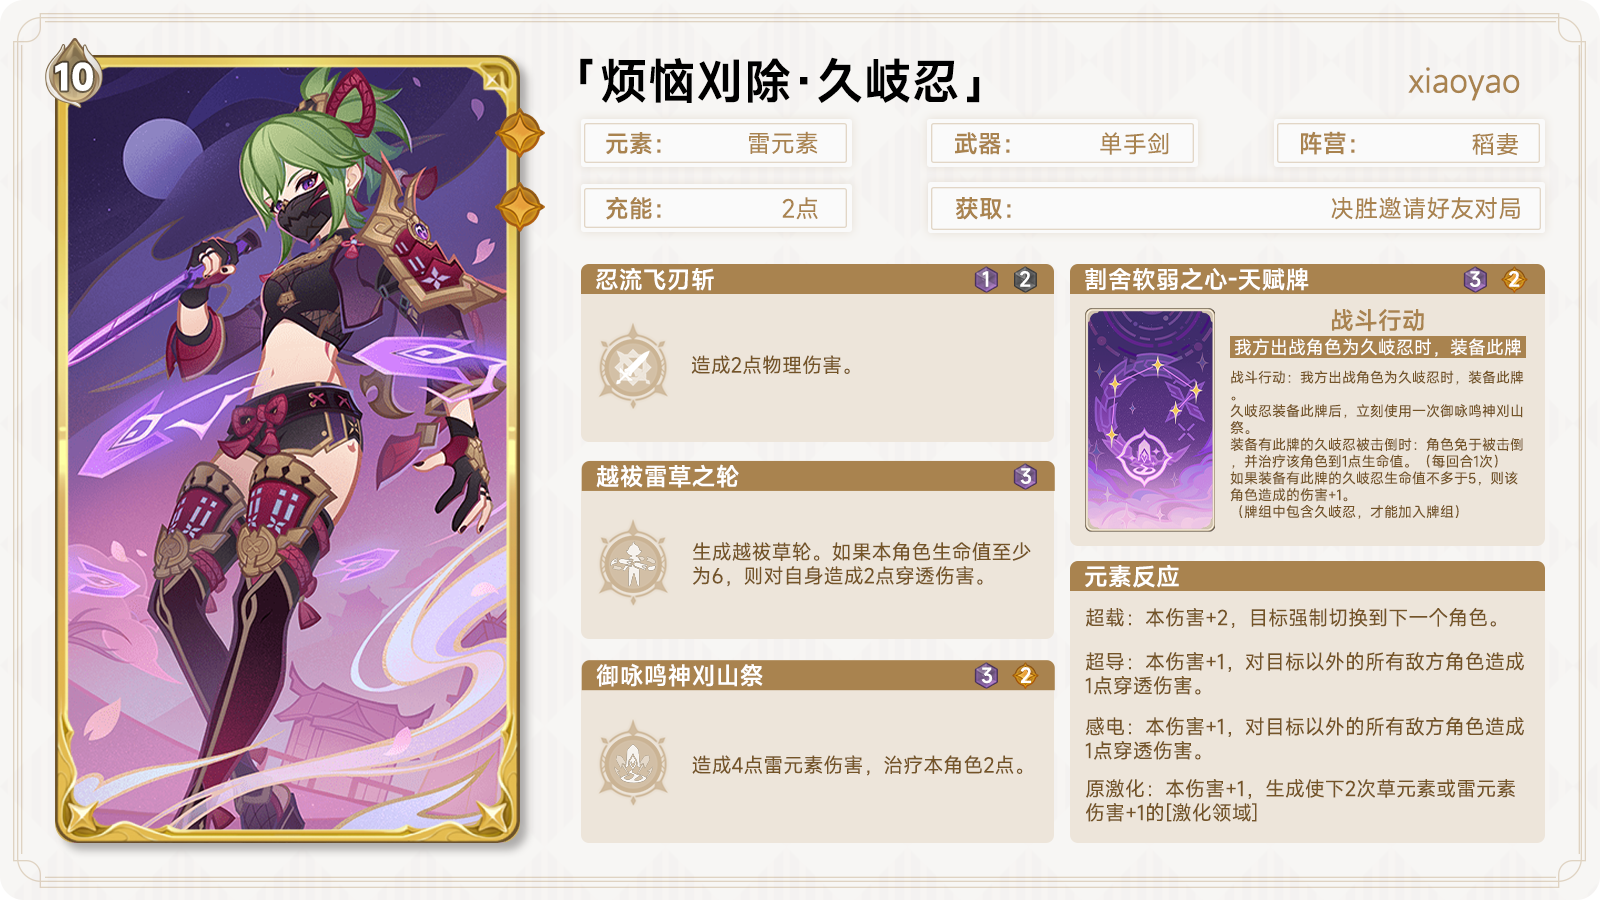 10
「烦恼刈除·久岐忍」
xiaoyao
元素： 雷元素
武器： 单手剑
阵营： 稻妻
充能： 2点
获取： 决胜邀请好友对局
忍流飞刃斩 1 2
造成2点物理伤害。
越祓雷草之轮 3
生成越祓草轮。如果本角色生命值至少
为6，则对自身造成2点穿透伤害。
御咏鸣神刈山祭 3 2
造成4点雷元素伤害，治疗本角色2点。
割舍软弱之心-天赋牌 3 2
战斗行动
我方出战角色为久岐忍时，装备此牌
战斗行动：我方出战角色为久岐忍时，装备此牌
。
久岐忍装备此牌后，立刻使用一次御咏鸣神刈山
祭。
装备有此牌的久岐忍被击倒时：角色免于被击倒
，并治疗该角色到1点生命值。（每回合1次）
如果装备有此牌的久岐忍生命值不多于5，则该
角色造成的伤害+1。
（牌组中包含久岐忍，才能加入牌组）
元素反应
超载：本伤害+2，目标强制切换到下一个角色。
超导：本伤害+1，对目标以外的所有敌方角色造成
1点穿透伤害。
感电：本伤害+1，对目标以外的所有敌方角色造成
1点穿透伤害。
原激化：本伤害+1，生成使下2次草元素或雷元素
伤害+1的[激化领域]